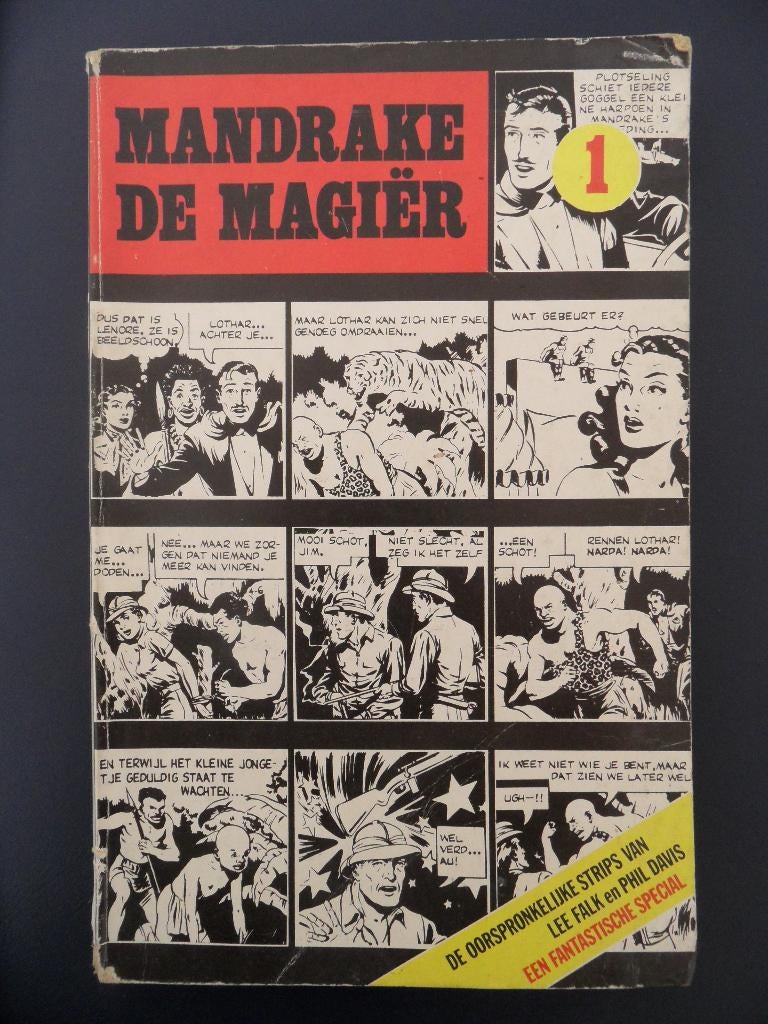 MANDRAKE
DE MAGIËR
PLOTSELING
SCHIET IEDERE
GOGGEL EEN KLEI
NE HARPOEN IN
MANDRAKE'S
1
DUS DAT IS
LENORE. ZE IS
BEELDSCHOON.
LOTHAR...
ACHTER JE...
MAAR LOTHAR KAN ZICH NIET SNEL
GENOEG OMDRAAIEN...
WAT GEBEURT ER?
JE GAAT
ME...
DODEN...
NEE... MAAR WE ZOR-
GEN DAT NIEMAND JE
MEER KAN VINDEN.
MOOI SCHOT,
JIM.
NIET SLECHT, AL
ZEG IK HET ZELF
...EEN
SCHOT!
RENNEN LOTHAR!
NARDA! NARDA!
EN TERWIJL HET KLEINE JONGE-
TJE GEDULDIG STAAT TE
WACHTEN...
WEL
VERD...
AU!
IK WEET NIET WIE JE BENT, MAAR
DAT ZIEN WE LATER WEL
UGH-!!
DE OORSPRONKELIJKE STRIPS VAN
LEE FALK en PHIL DAVIS
EEN FANTASTISCHE SPECIAL